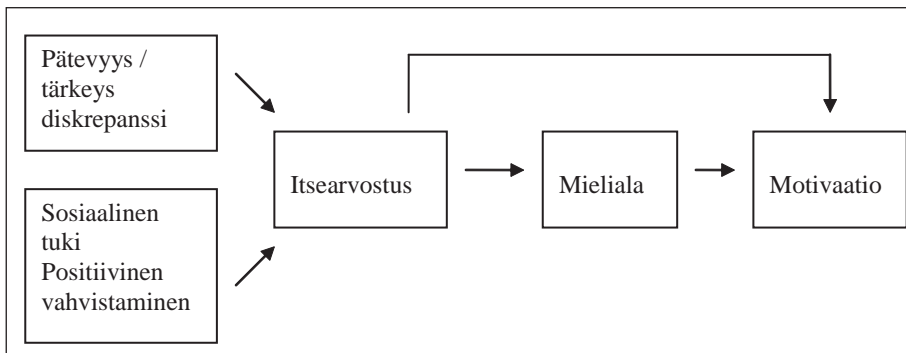 Pätevyys /
tärkeys
diskrepanssi
Sosiaalinen
tuki
Positiivinen
vahvistaminen
Itsearvostus
Mieliala
Motivaatio